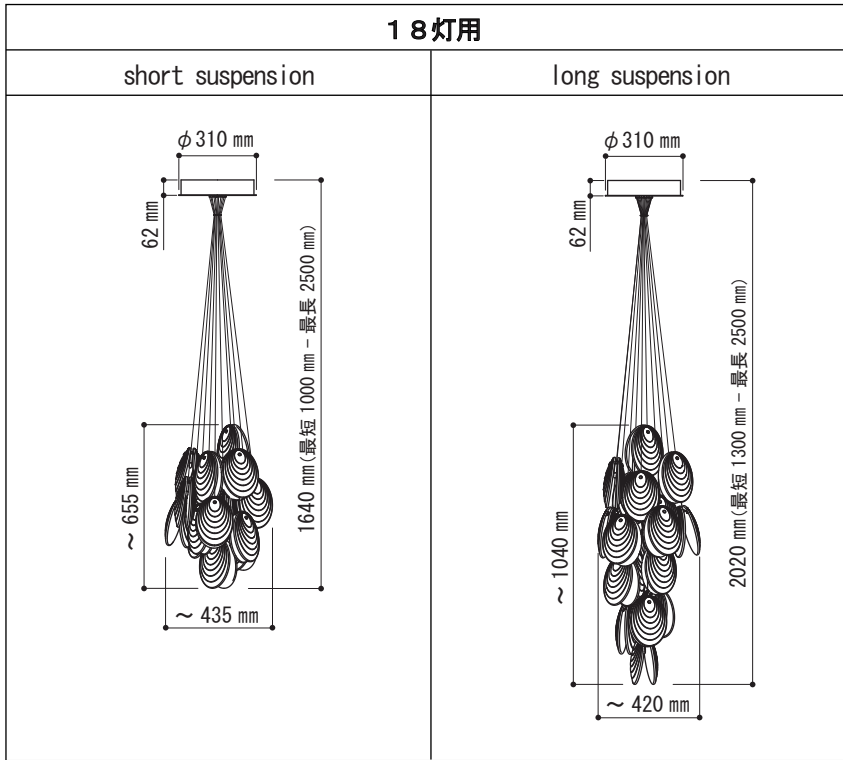 18灯用
short suspension
long suspension
φ310 mm
62 mm
1640 mm(最短 1000 mm − 最長 2500 mm)
~ 655 mm
~ 435 mm
φ310 mm
62 mm
2020 mm(最短 1300 mm − 最長 2500 mm)
~ 1040 mm
~ 420 mm